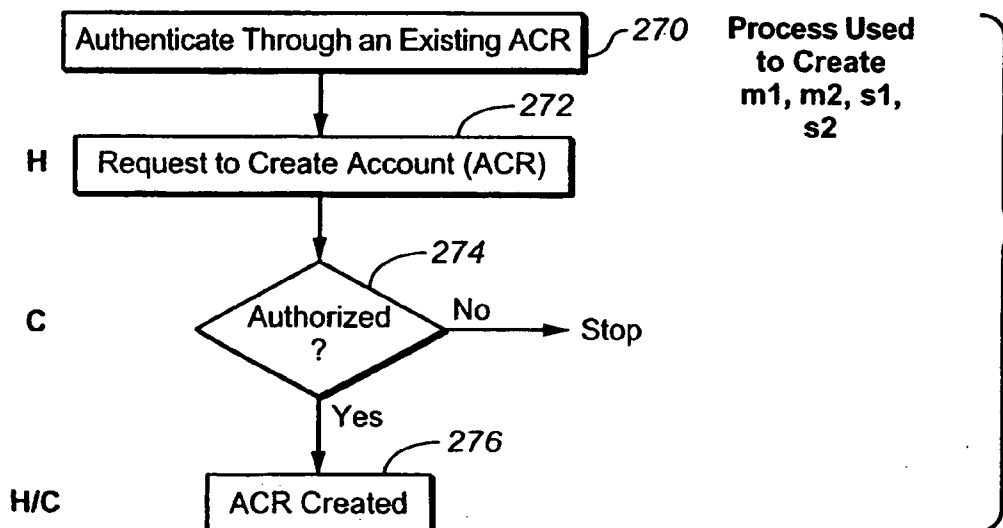 Authenticate Through an Existing ACR
270
Process Used
to Create
m1, m2, s1,
s2
272
H
Request to Create Account (ACR)
274
C
Authorized
?
No
Stop
Yes
276
H/C
ACR Created